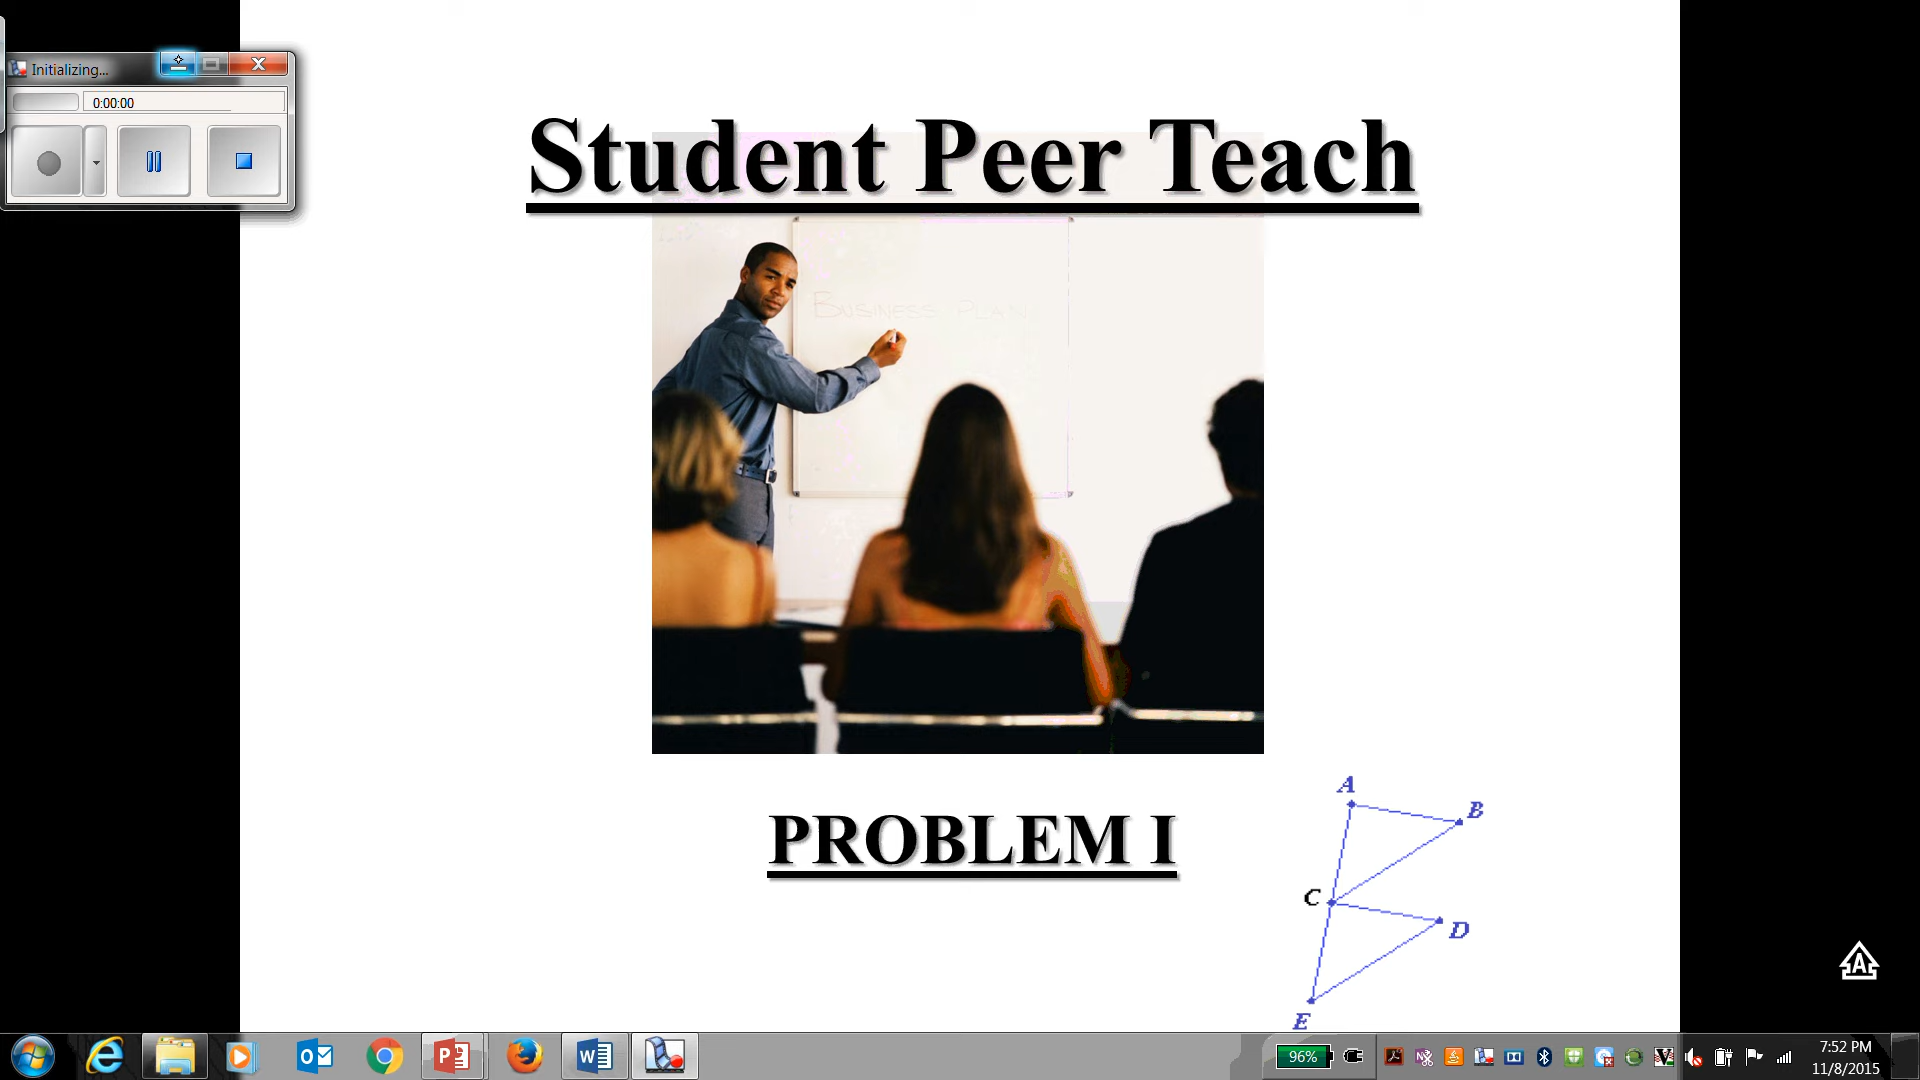 Initializing...
0:00:00
Student Peer Teach
BUSINESS PLAN
PROBLEM I
A
B
C
D
E
A
96%
7:52 PM
11/8/2015